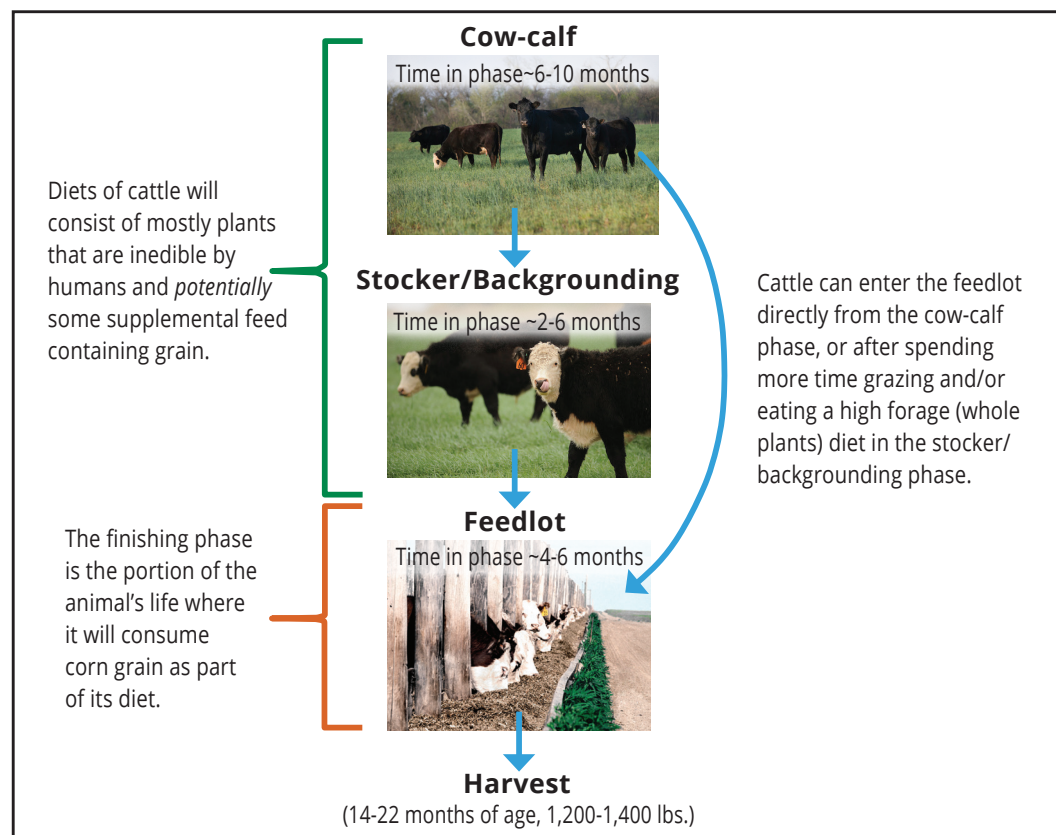 Cow-calf
Time in phase~6-10 months
Diets of cattle will
consist of mostly plants
that are inedible by
humans and potentially
some supplemental feed
containing grain.
Stocker/Backgrounding
Time in phase ~2-6 months
Cattle can enter the feedlot
directly from the cow-calf
phase, or after spending
more time grazing and/or
eating a high forage (whole
plants) diet in the stocker/
backgrounding phase.
Feedlot
Time in phase ~4-6 months
The finishing phase
is the portion of the
animal’s life where
it will consume
corn grain as part
of its diet.
Harvest
(14-22 months of age, 1,200-1,400 lbs.)